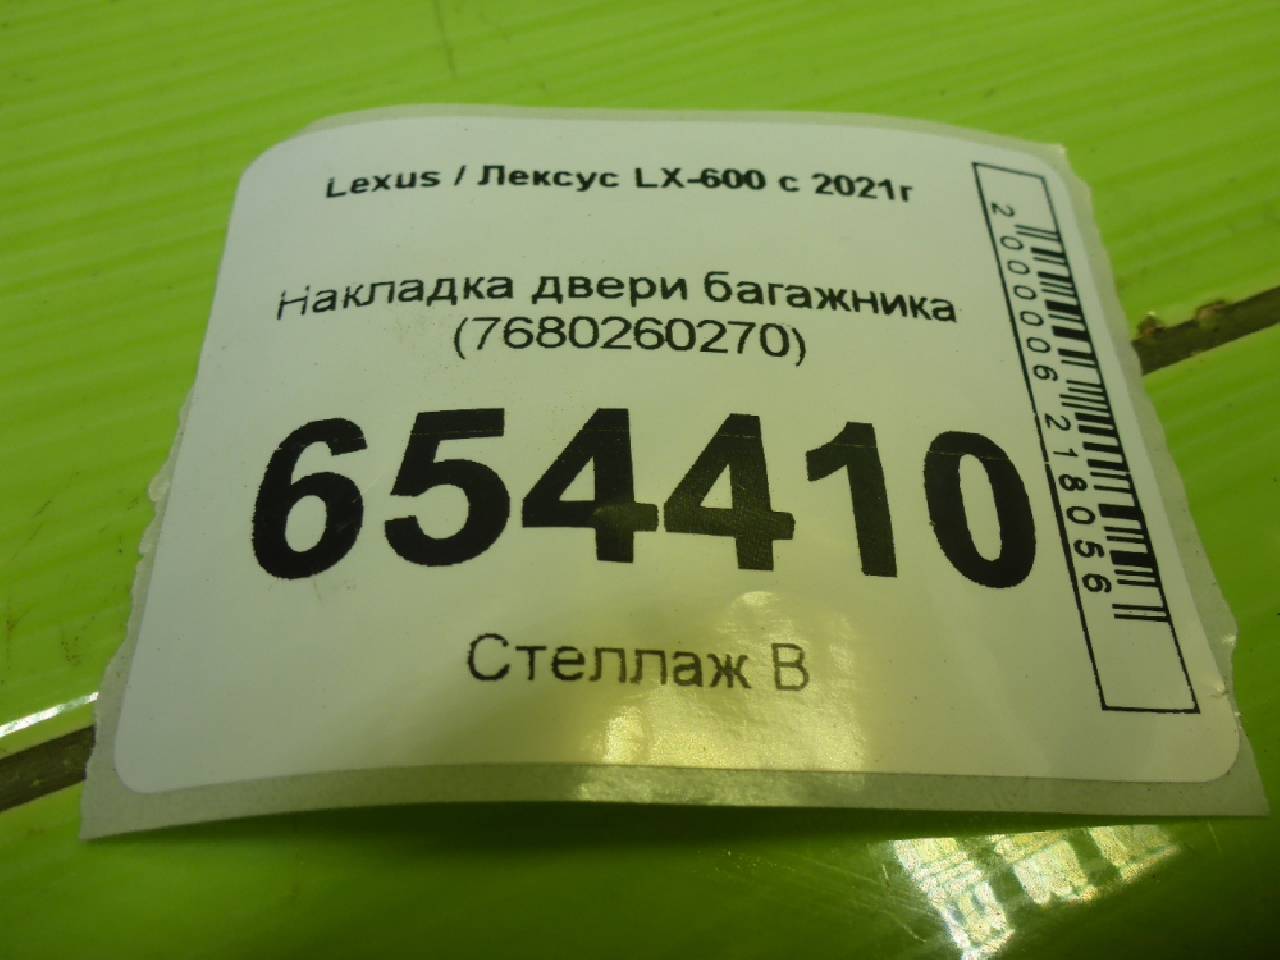 Lexus / Лексус LX-600 с 2021г
Накладка двери багажника
(7680260270)
654410
Стеллаж В
2000006218056